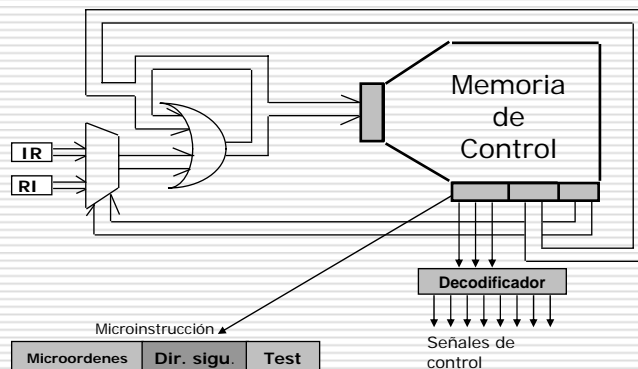 Memoria
de
Control
IR
RI
Decodificador
Microinstrucción
Señales de
control
Microordenes Dir. sigu. Test